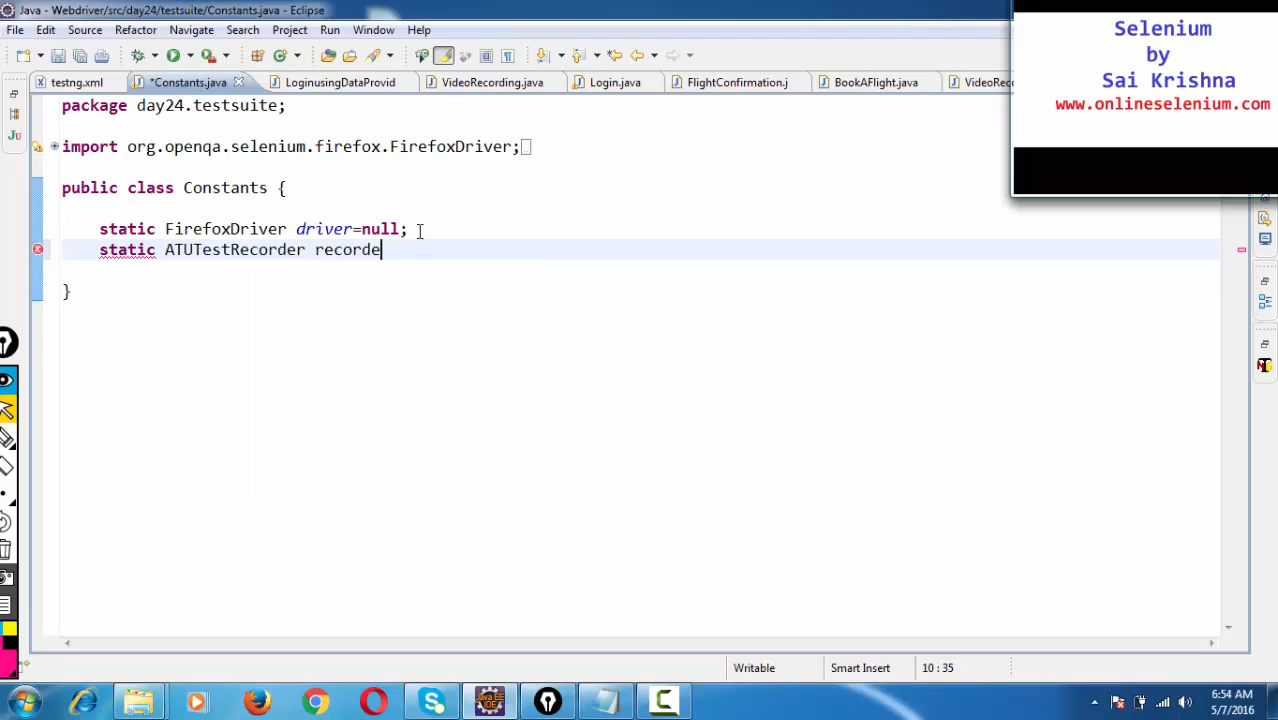 Java - Webdriver/src/day24/testsuite/Constants.java - Eclipse
File Edit Source Refactor Navigate Search Project Run Window Help
testng.xml *Constants.java LoginusingDataProvid VideoRecording.java Login.java FlightConfirmation.j BookAFlight.java VideoRec
Selenium
by
Sai Krishna
www.onlineselenium.com
package day24.testsuite;
import org.openqa.selenium.firefox.FirefoxDriver;
public class Constants {
static FirefoxDriver driver=null;
static ATUTestRecorder recorde
}
Writable Smart Insert 10 : 35
6:54 AM
5/7/2016